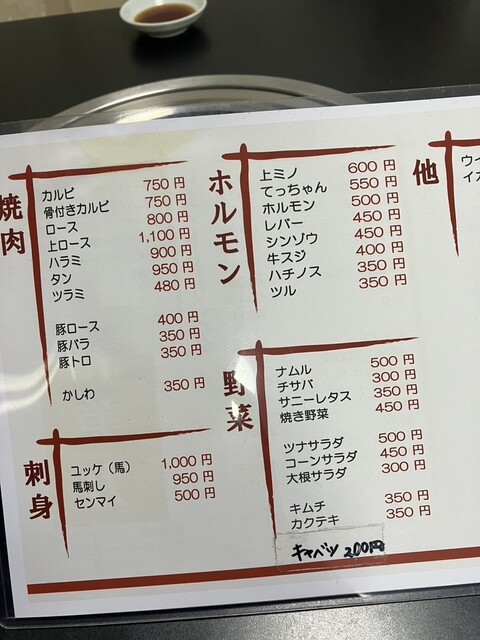 焼肉
カルビ 750円
骨付きカルビ 750円
ロース 800円
上ロース 1,100円
ハラミ 900円
タン 950円
ツラミ 480円
豚ロース 400円
豚バラ 350円
豚トロ 350円
かしわ 350円
刺身
ユッケ（馬） 1,000円
馬刺し 950円
センマイ 500円
ホルモン
上ミノ 600円
てっちゃん 550円
ホルモン 500円
レバー 450円
シンゾウ 450円
牛スジ 400円
ハチノス 350円
ツル 350円
野菜
ナムル 500円
チサバ 300円
サニーレタス 350円
焼き野菜 450円
ツナサラダ 500円
コーンサラダ 450円
大根サラダ 300円
キムチ 350円
カクテキ 350円
キャベツ 200円
他
ウイ
イカ